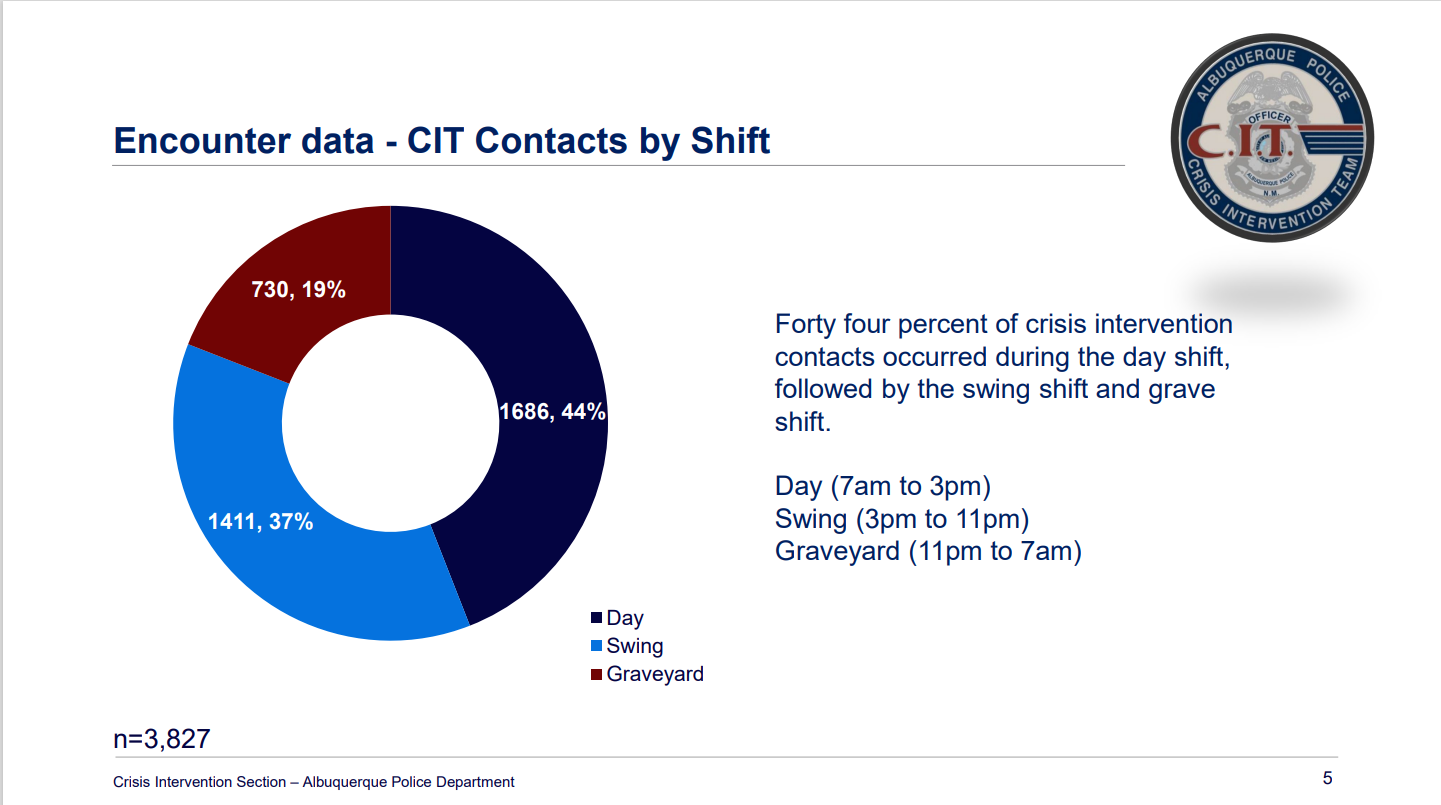 ALBUQUERQUE POLICE
OFFICER
C.I.T.
ALBUQUERQUE POLICE
N.M.
CRISIS INTERVENTION TEAM
Encounter data - CIT Contacts by Shift
730, 19%
1686, 44%
1411, 37%
Day
Swing
Graveyard
Forty four percent of crisis intervention
contacts occurred during the day shift,
followed by the swing shift and grave
shift.
Day (7am to 3pm)
Swing (3pm to 11pm)
Graveyard (11pm to 7am)
n=3,827
Crisis Intervention Section – Albuquerque Police Department
5